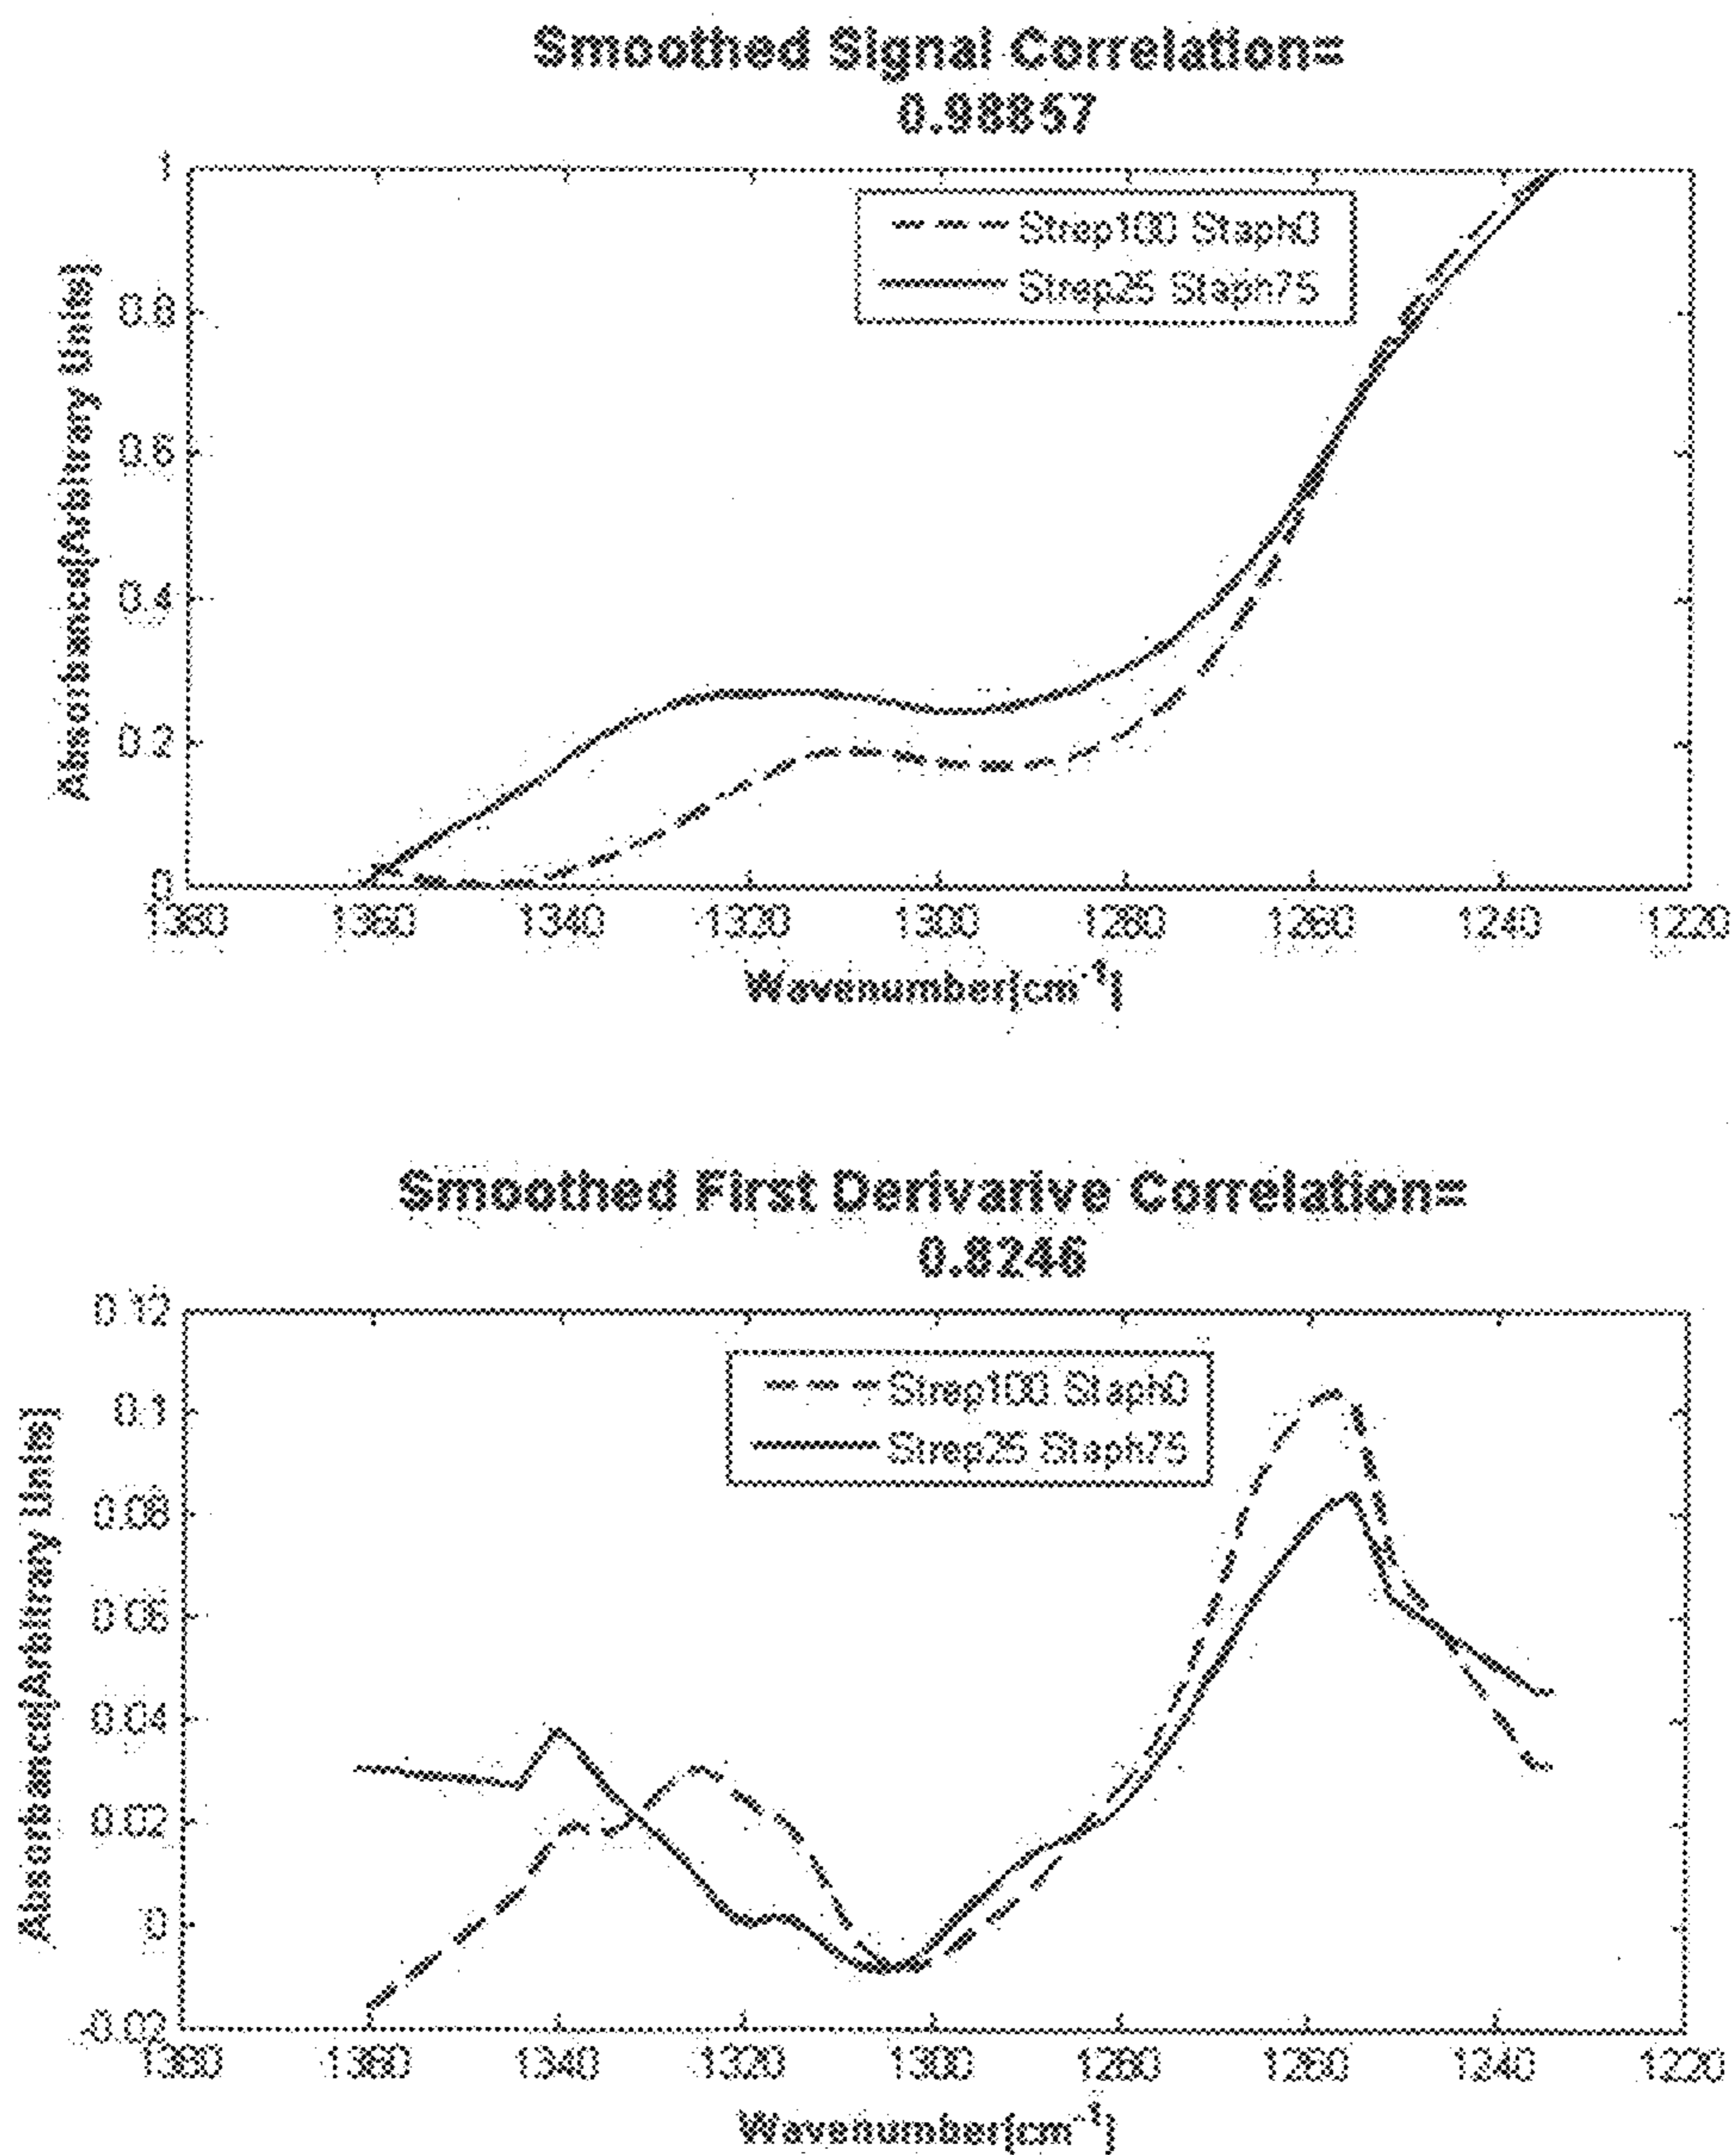 Smoothed Signal Correlation=
0.98857
1
0.8
0.6
0.4
0.2
0
Absorbance[Arbitrary Units]
Strep100 Staph0
Strep25 Staph75
1380 1360 1340 1320 1300 1280 1260 1240 1220
Wavenumber[cm-1]
Smoothed First Derivarive Correlation=
0.8246
0.12
0.1
0.08
0.06
0.04
0.02
0
-0.02
Absorbance[Arbitrary Units]
Strep100 Staph0
Strep25 Staph75
1380 1360 1340 1320 1300 1280 1260 1240 1220
Wavenumber[cm-1]